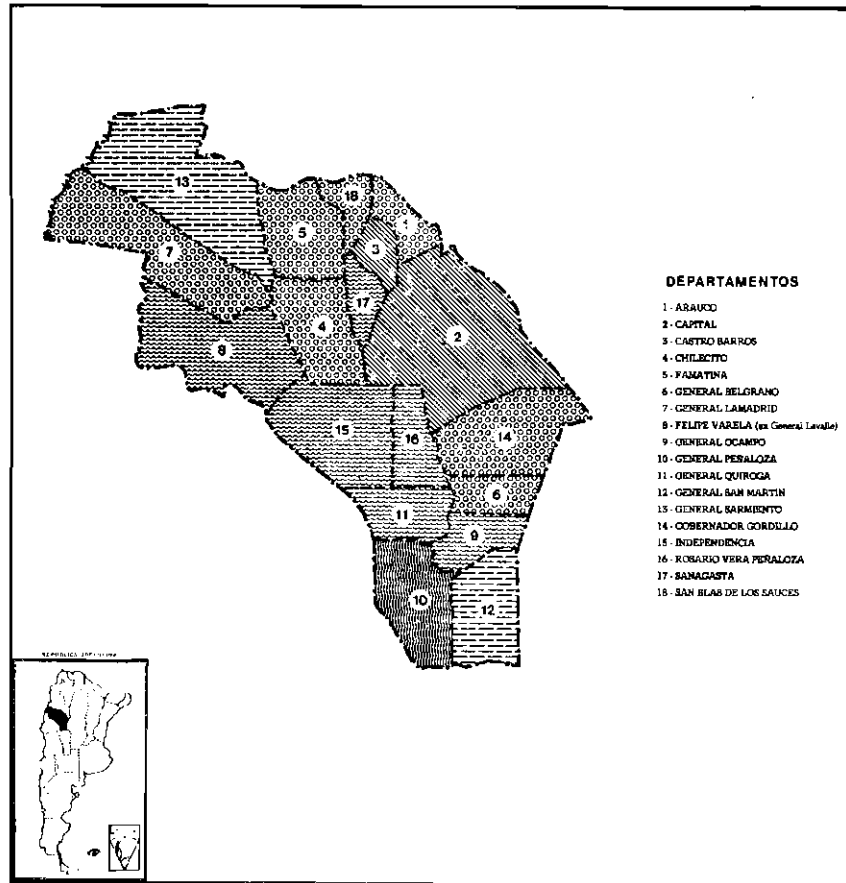 13
18
1
5
3
7
17
4
2
8
15
16
14
6
11
9
10
12
DEPARTAMENTOS
1 - ARAUCO
2 - CAPITAL
3 - CASTRO BARROS
4 - CHILECITO
5 - FAMATINA
6 - GENERAL BELGRANO
7 - GENERAL LAMADRID
8 - FELIPE VARELA (ex General Lavalle)
9 - GENERAL OCAMPO
10 - GENERAL PEÑALOZA
11 - GENERAL QUIROGA
12 - GENERAL SAN MARTIN
13 - GENERAL SARMIENTO
14 - GOBERNADOR GORDILLO
15 - INDEPENDENCIA
16 - ROSARIO VERA PEÑALOZA
17 - SANAGASTA
18 - SAN BLAS DE LOS SAUCES
REPUBLICA